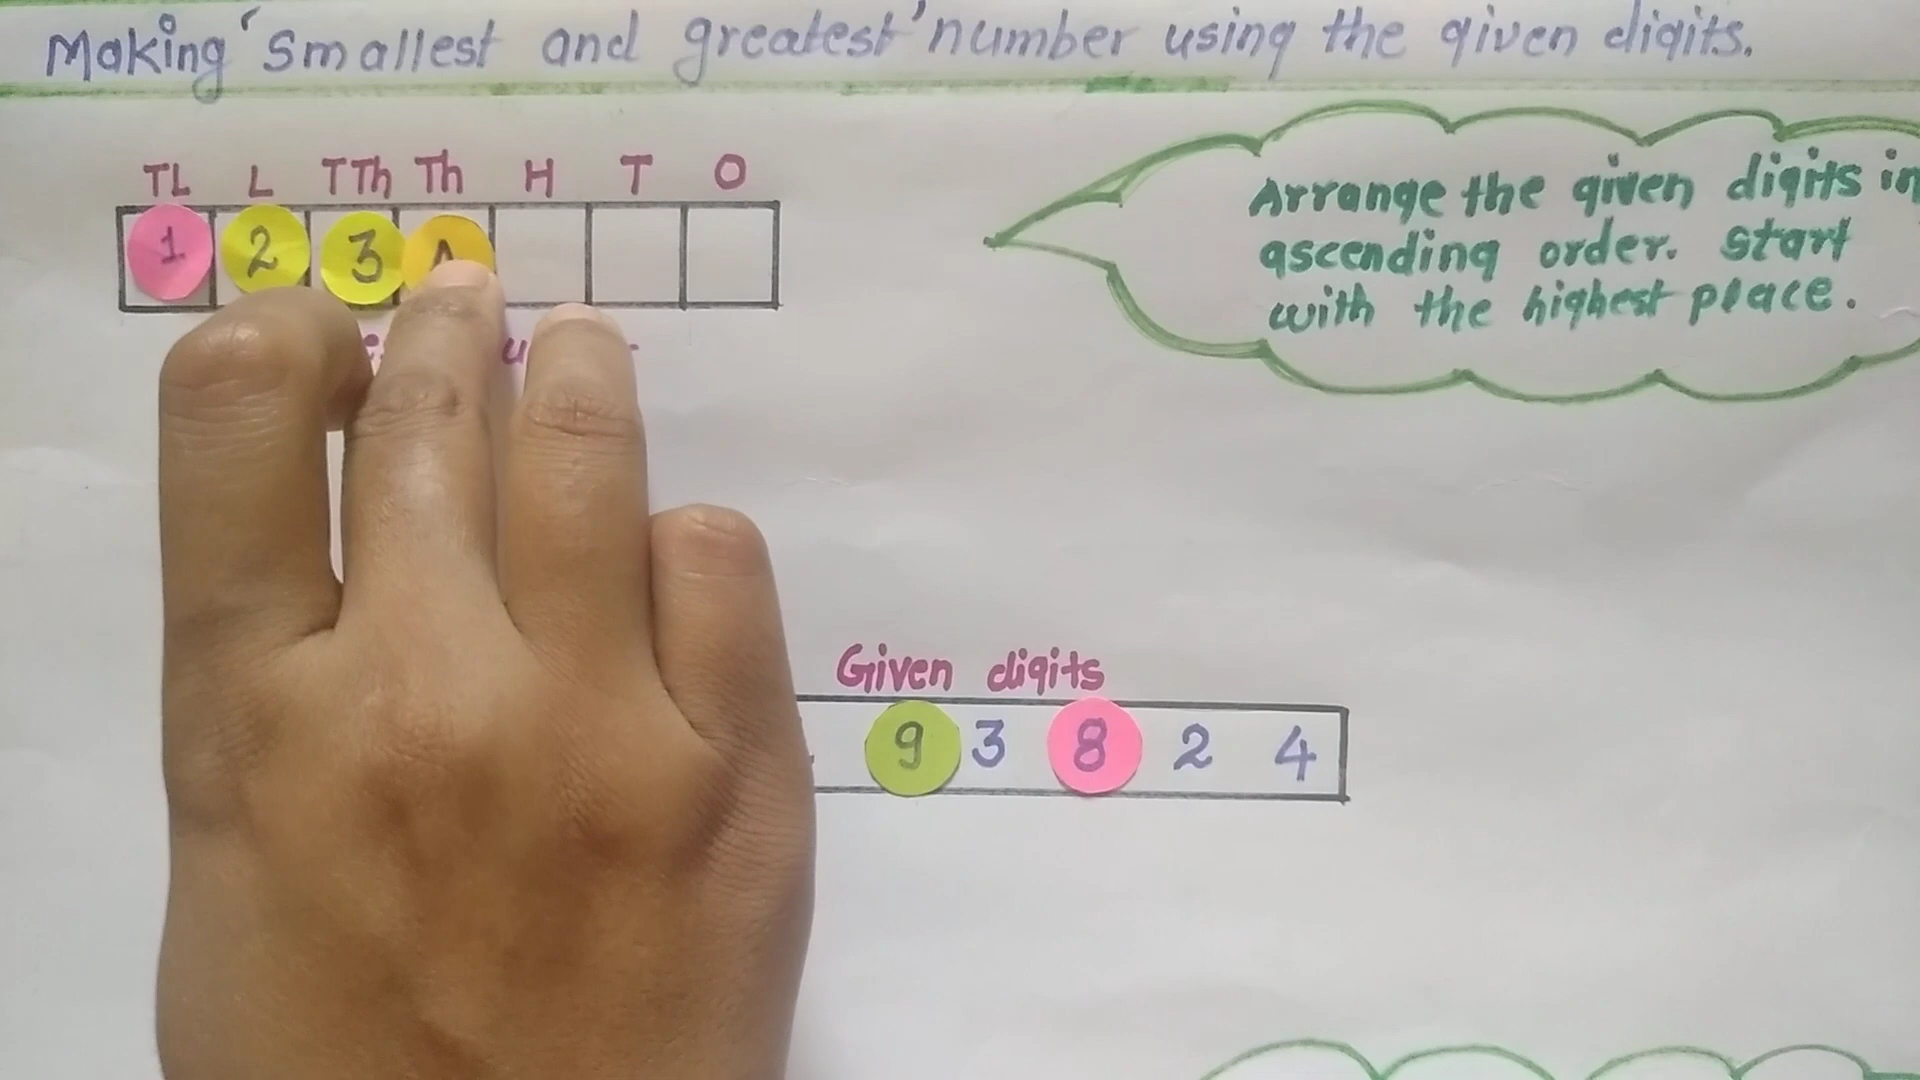 Making 'Smallest and greatest' number using the given digits.
TL L TTh Th H T O
1 2 3
Arrange the given digits in
ascending order. Start
with the highest place.
Given digits
9 3 8 2 4